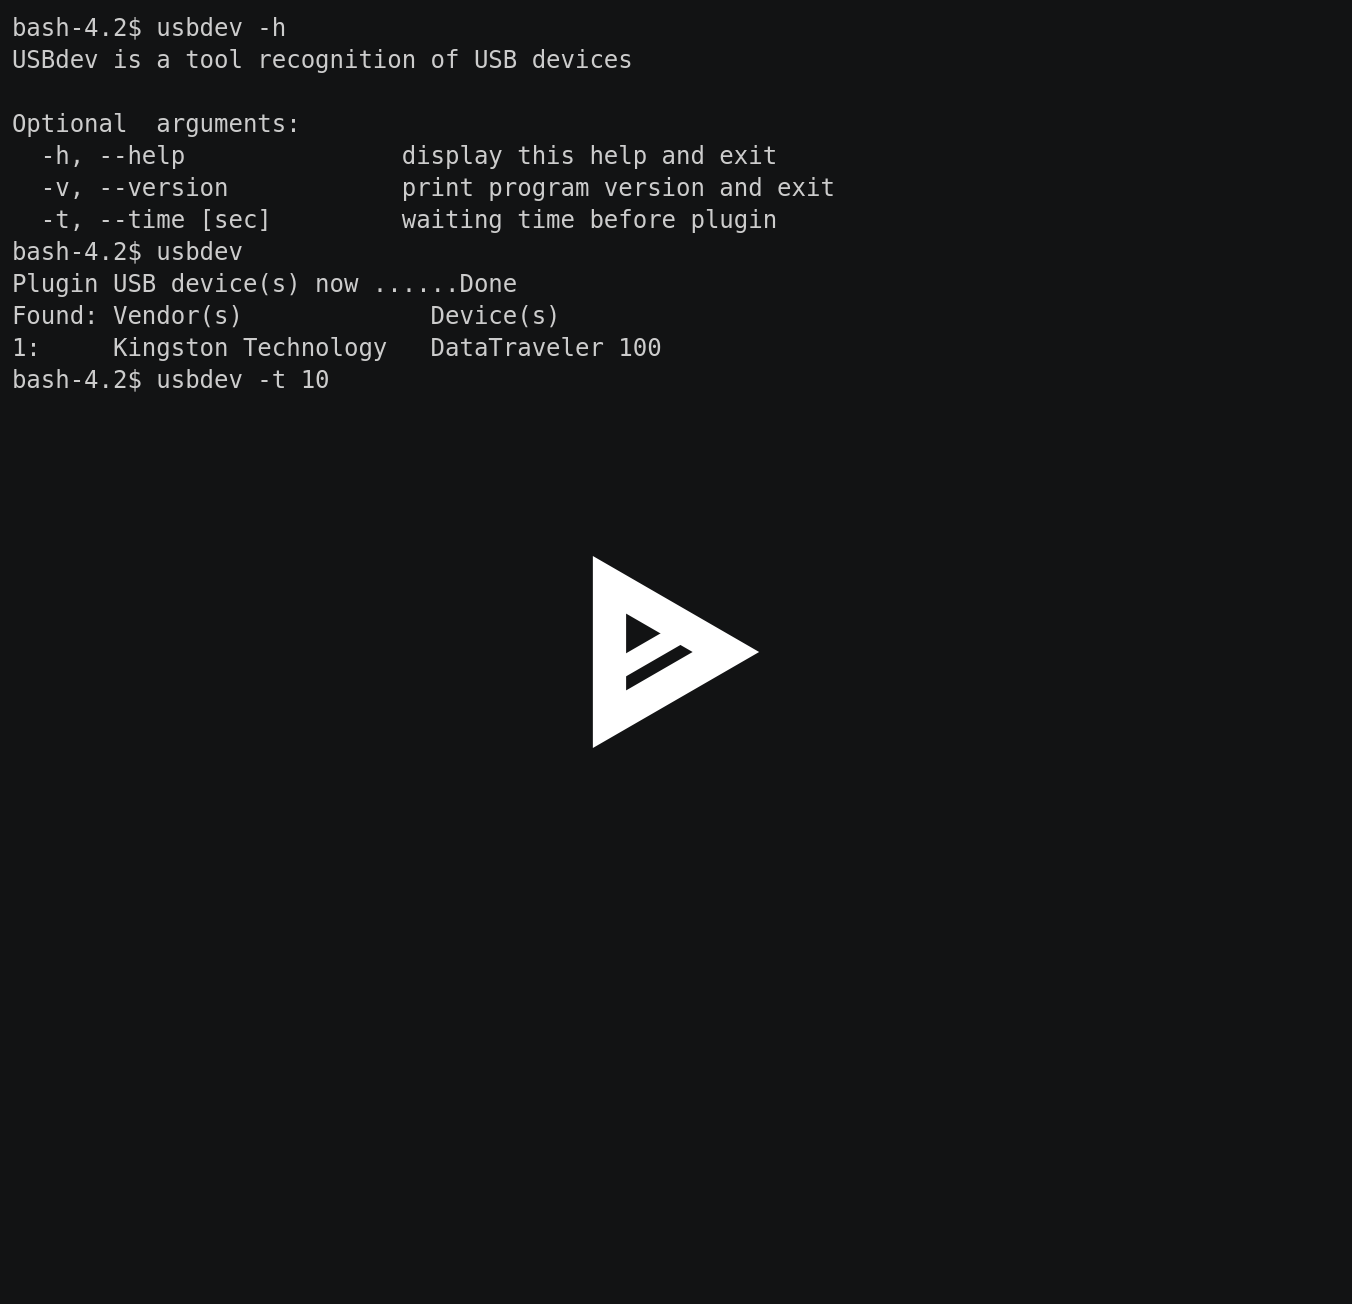 bash-4.2$ usbdev -h
USBdev is a tool recognition of USB devices
Optional  arguments:
  -h, --help               display this help and exit
  -v, --version            print program version and exit
  -t, --time [sec]         waiting time before plugin
bash-4.2$ usbdev
Plugin USB device(s) now ......Done
Found: Vendor(s)             Device(s)
1:     Kingston Technology   DataTraveler 100
bash-4.2$ usbdev -t 10